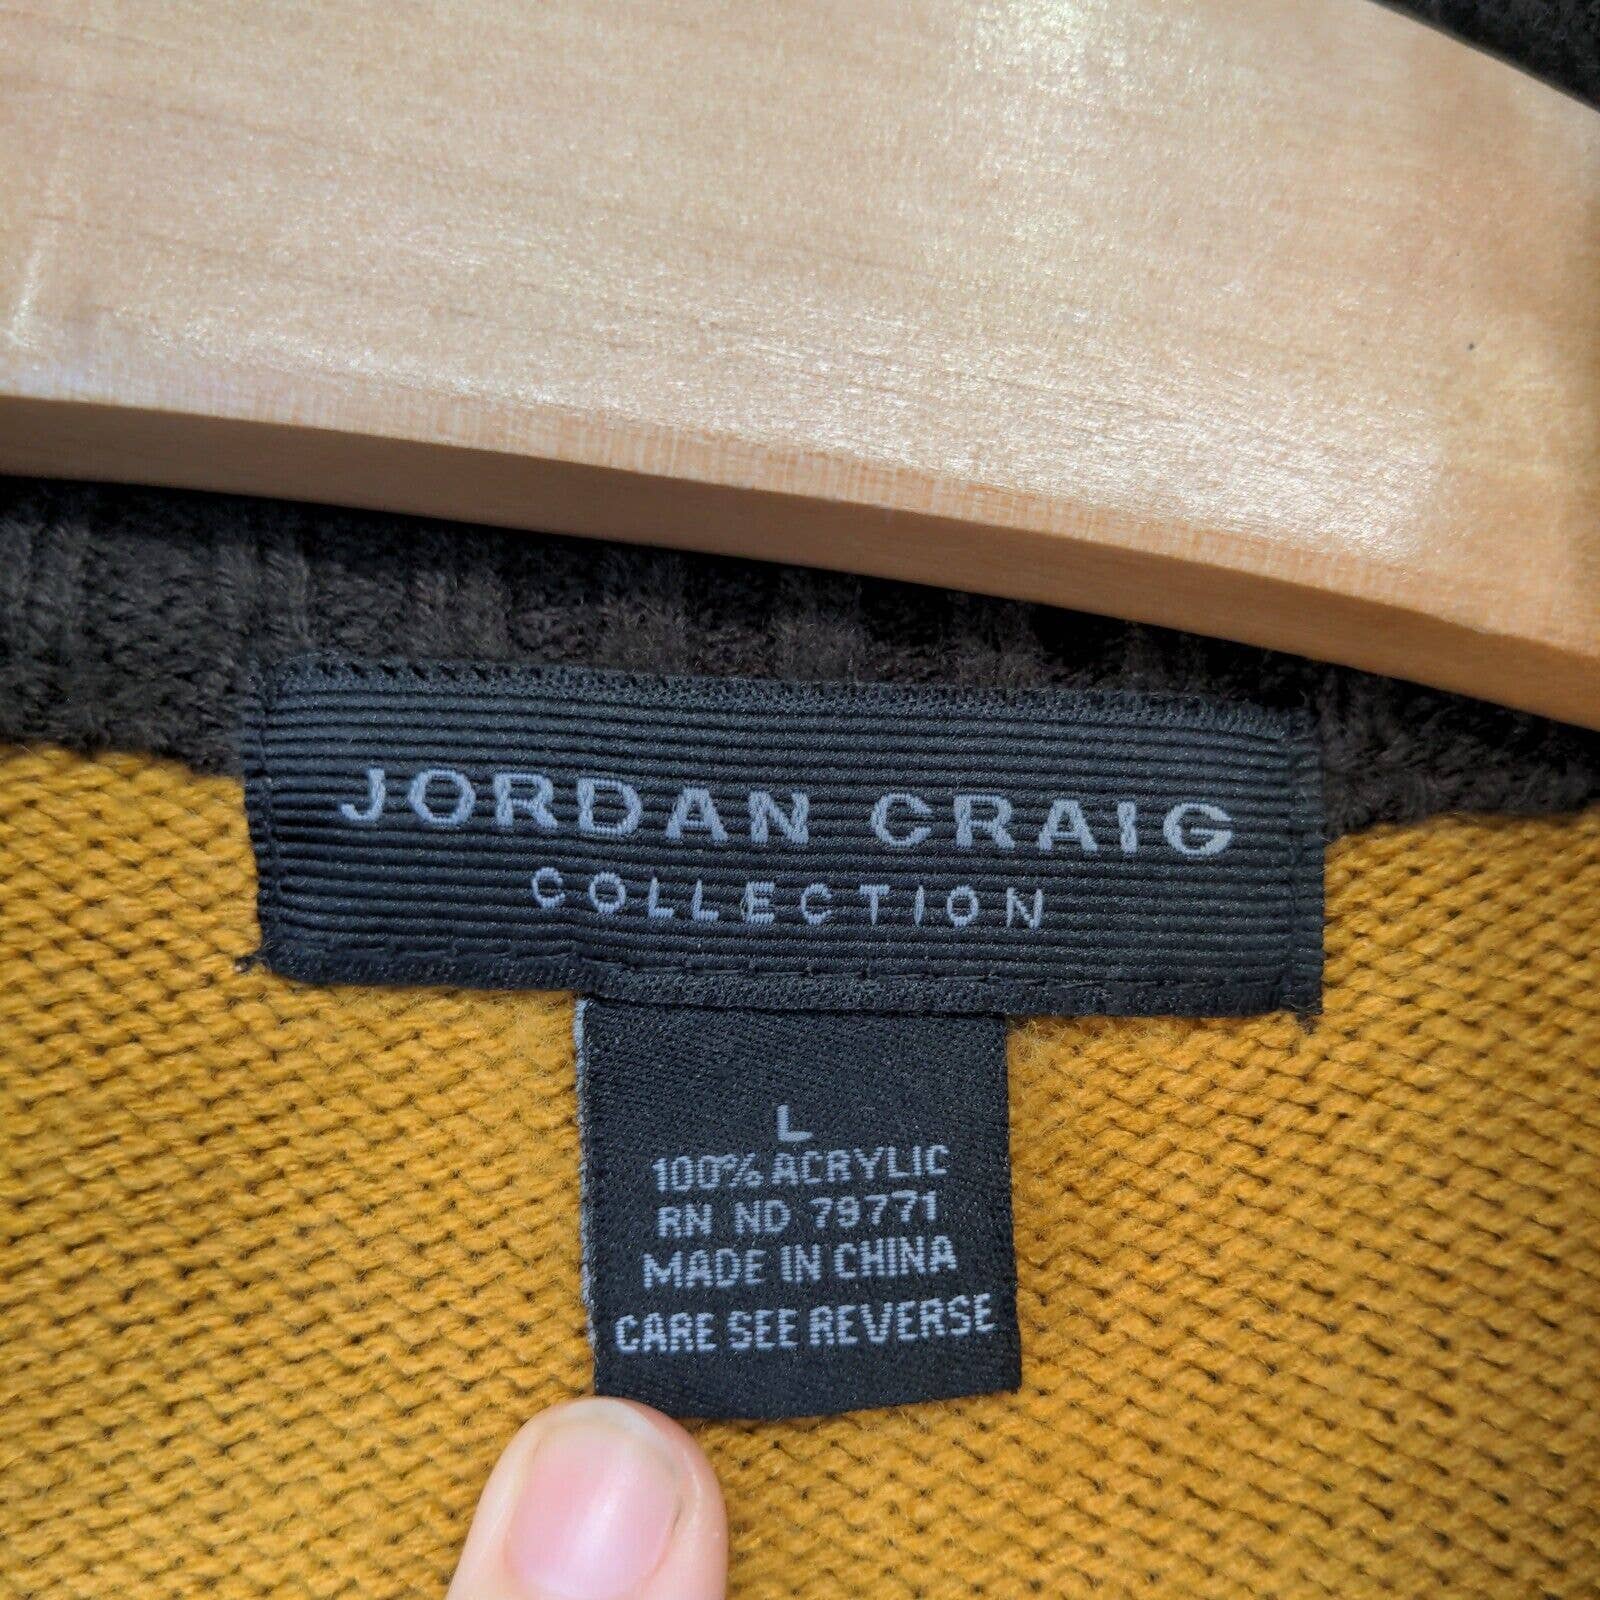 JORDAN CRAIG
COLLECTION
L
100% ACRYLIC
RN ND 79771
MADE IN CHINA
CARE SEE REVERSE